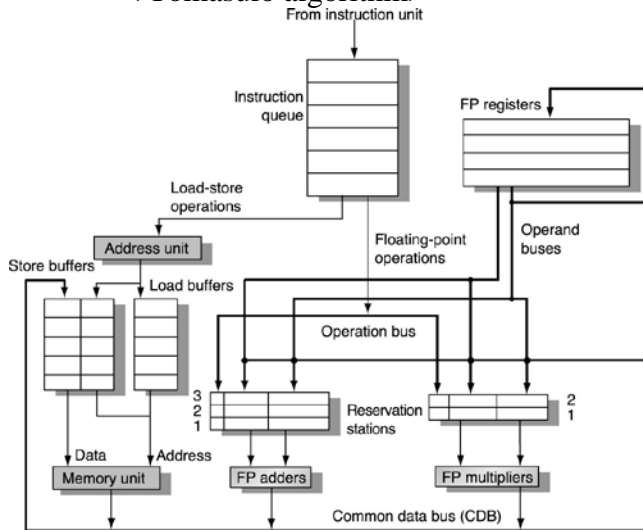 From instruction unit
Instruction
queue
FP registers
Load-store
operations
Address unit
Floating-point
operations
Operand
buses
Store buffers
Load buffers
Operation bus
3
2
1
Reservation
stations
2
1
Data
Address
Memory unit
FP adders
FP multipliers
Common data bus (CDB)